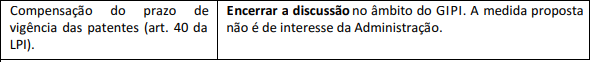 Compensação do prazo de
vigência das patentes (art. 40 da
LPI).
Encerrar a discussão no âmbito do GIPI. A medida proposta
não é de interesse da Administração.